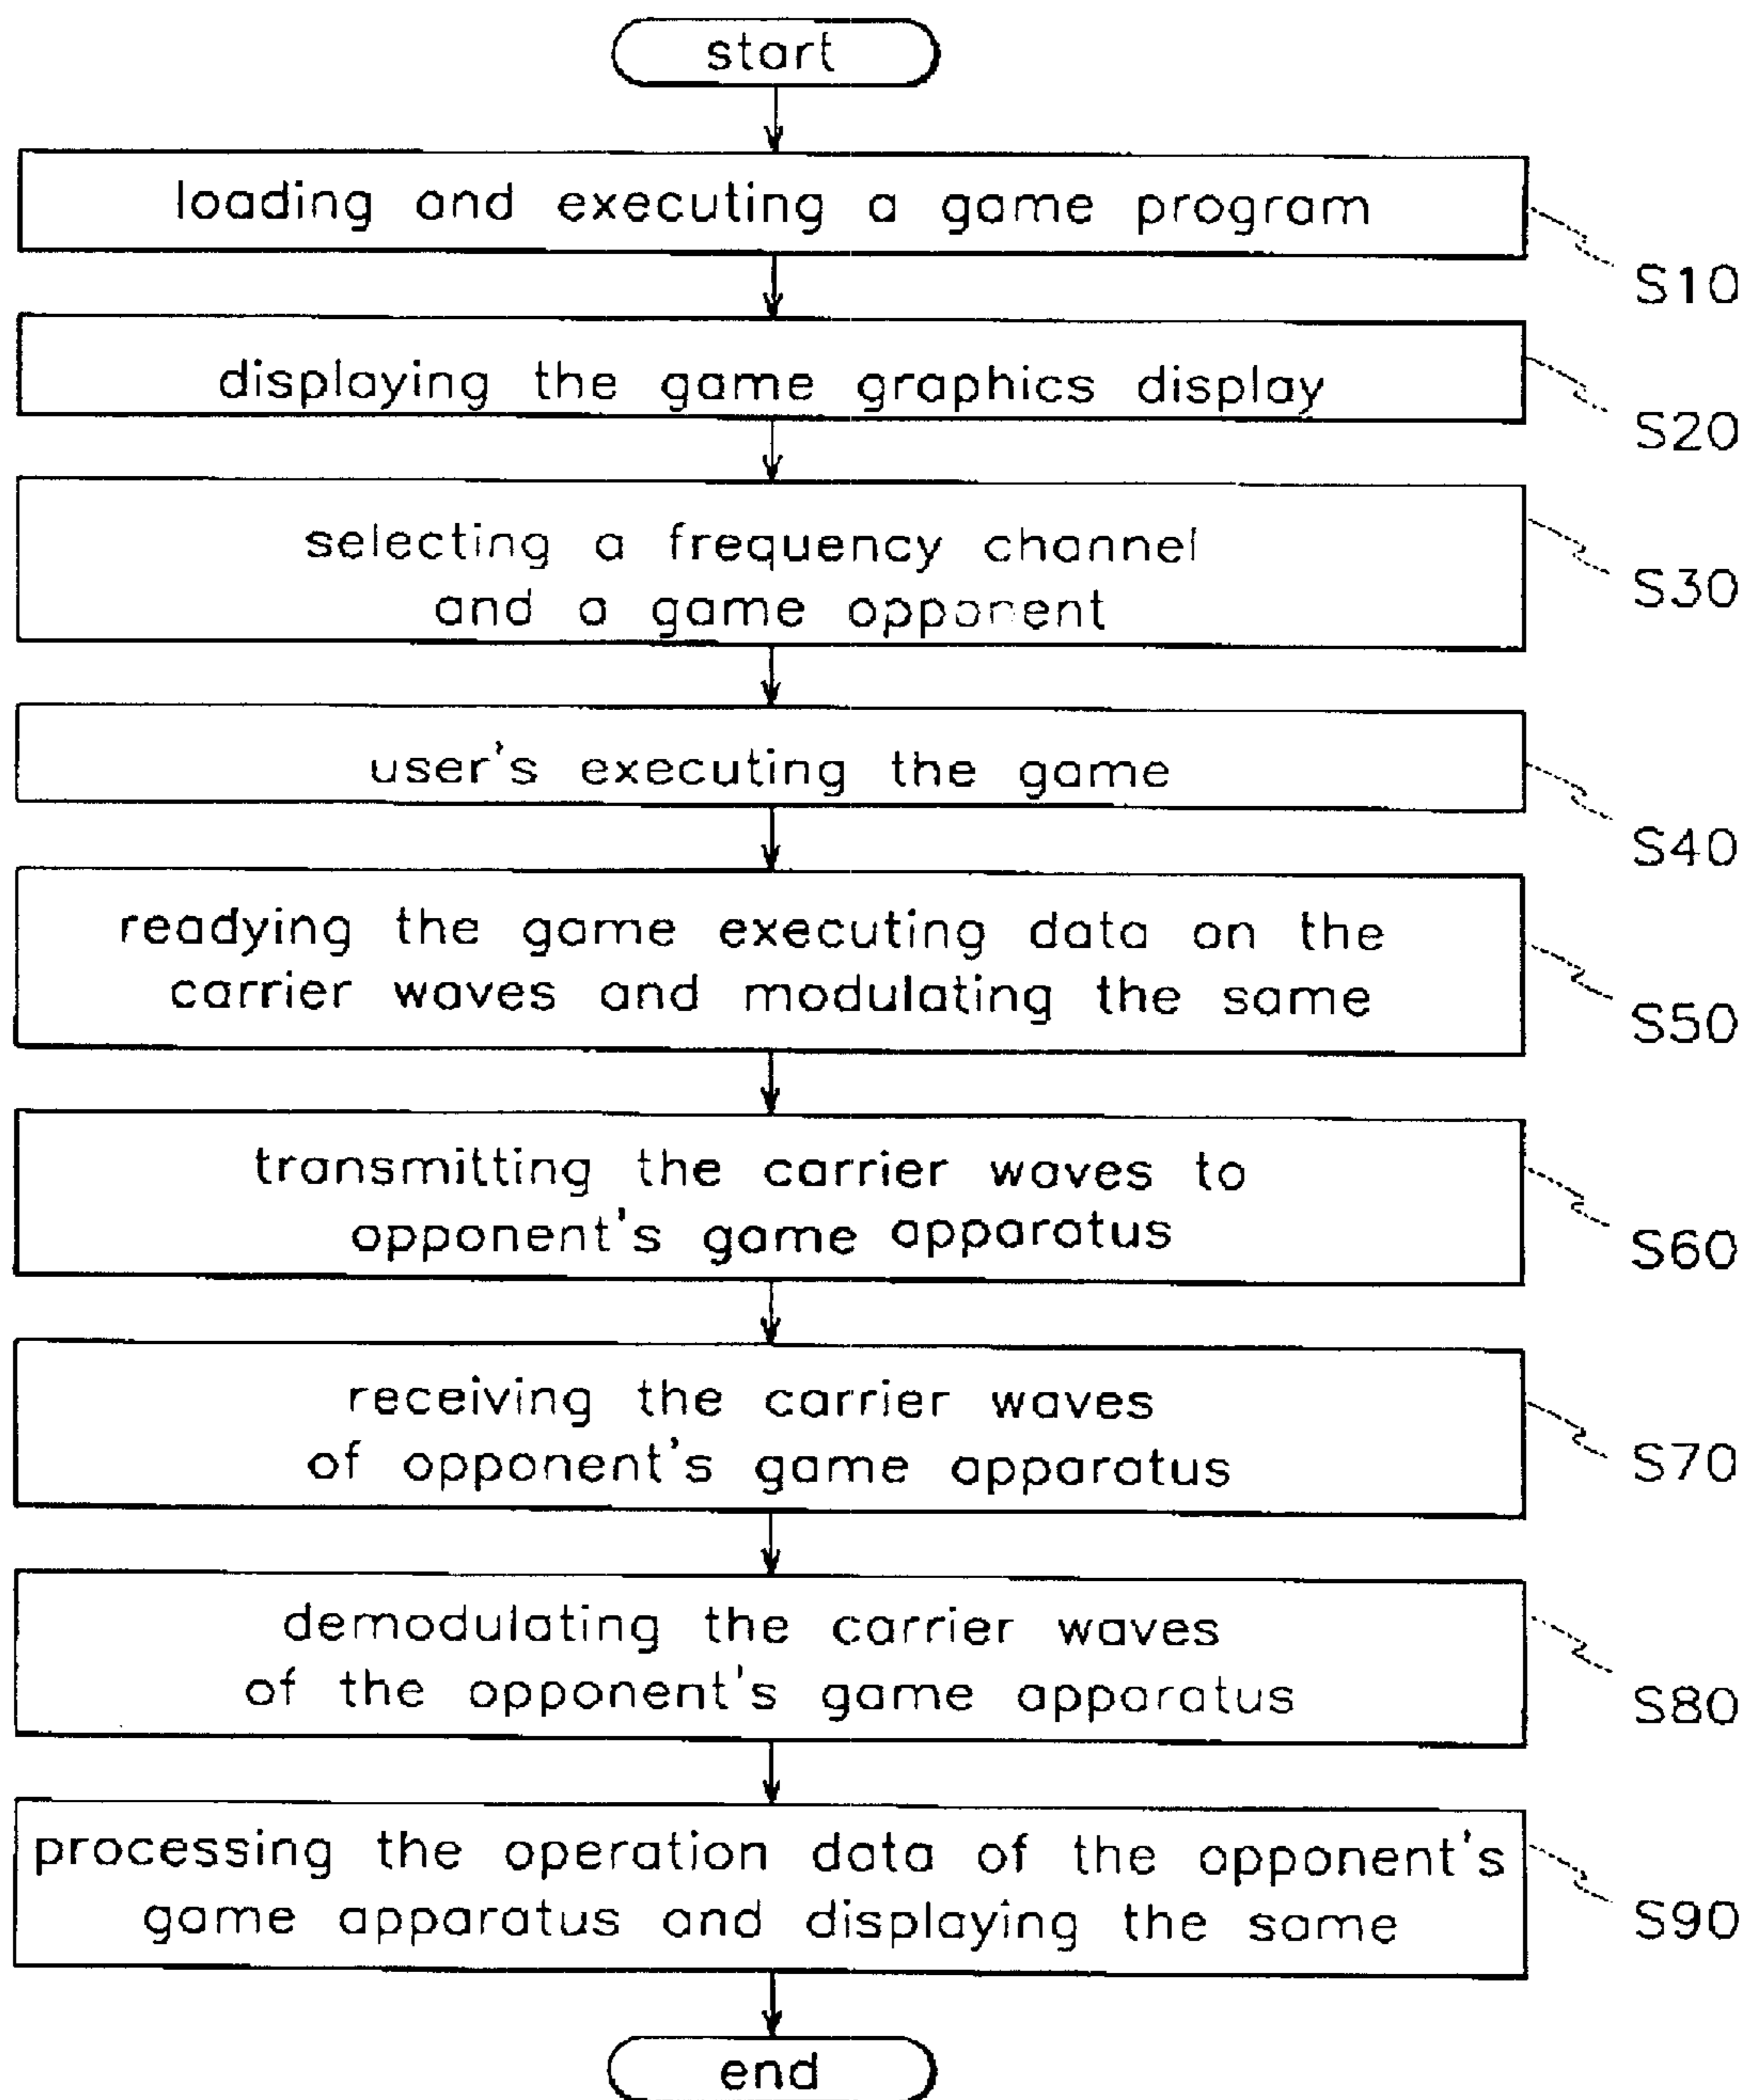 start
loading and executing a game program
S10
displaying the game graphics display
S20
selecting a frequency channel
and a game opponent
S30
user's executing the game
S40
readying the game executing data on the
carrier waves and modulating the same
S50
transmitting the carrier waves to
opponent's game apparatus
S60
receiving the carrier waves
of opponent's game apparatus
S70
demodulating the carrier waves
of the opponent's game apparatus
S80
processing the operation data of the opponent's
game apparatus and displaying the same
S90
end